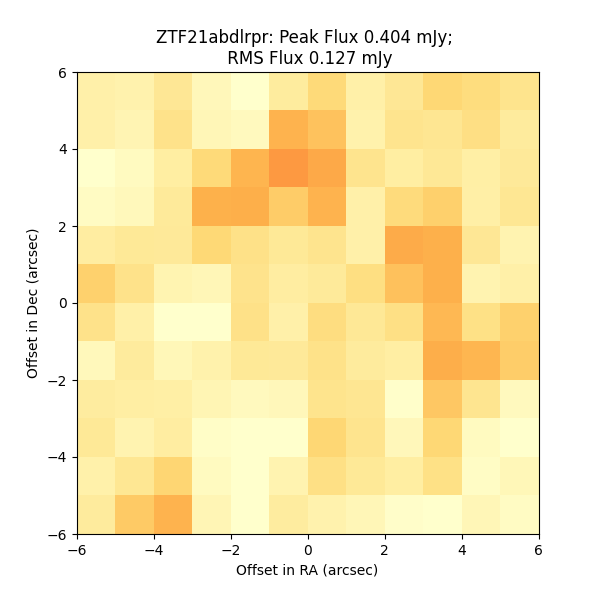 ZTF21abdlrpr: Peak Flux 0.404 mJy;
RMS Flux 0.127 mJy
6
4
2
0
−2
−4
−6
Offset in Dec (arcsec)
−6 −4 −2 0 2 4 6
Offset in RA (arcsec)